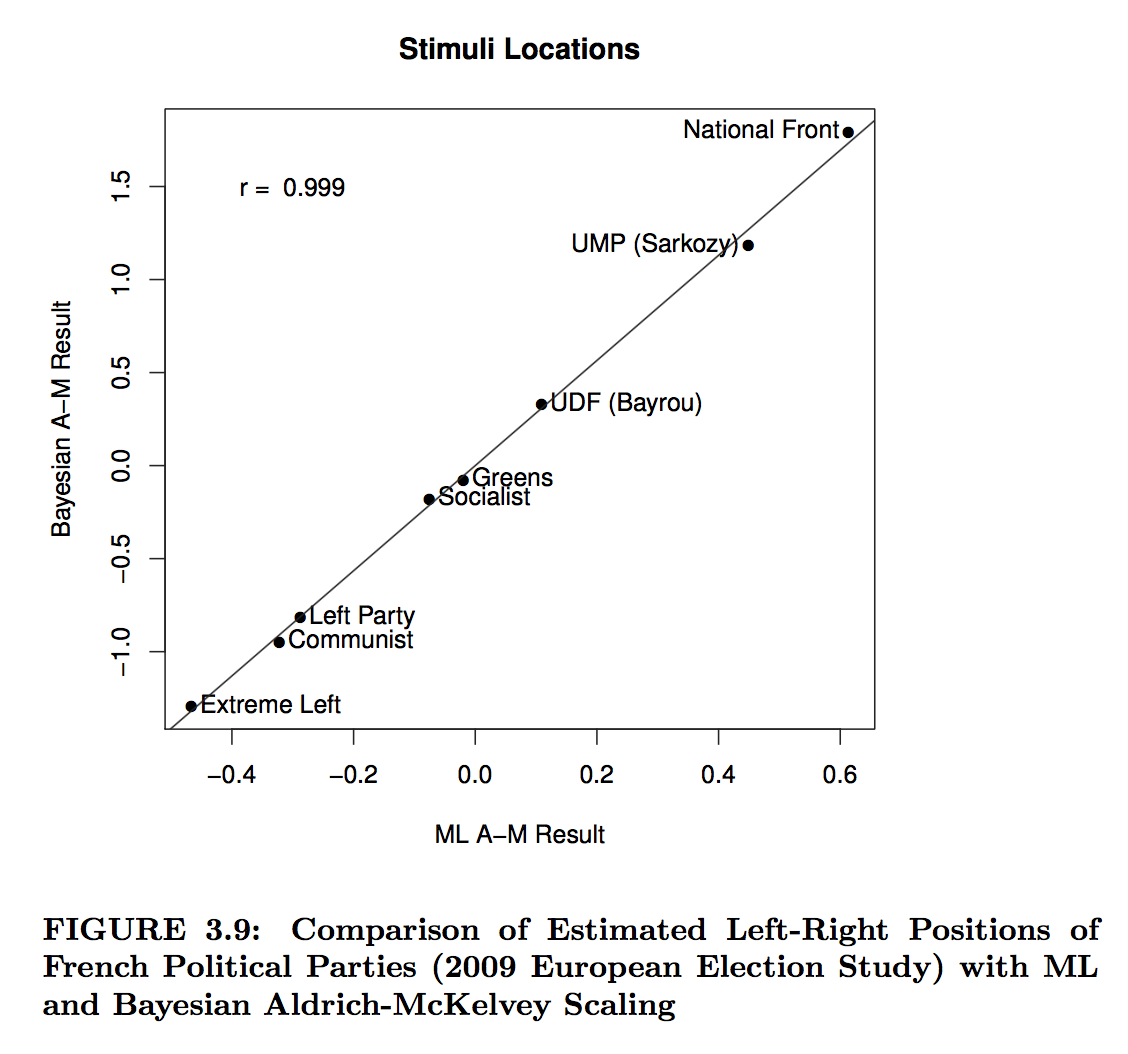 Stimuli Locations
National Front
r = 0.999
UMP (Sarkozy)
UDF (Bayrou)
Greens
Socialist
Left Party
Communist
Extreme Left
1.5
1.0
0.5
0.0
−0.5
−1.0
Bayesian A−M Result
−0.4 −0.2 0.0 0.2 0.4 0.6
ML A−M Result
FIGURE 3.9: Comparison of Estimated Left-Right Positions of
French Political Parties (2009 European Election Study) with ML
and Bayesian Aldrich-McKelvey Scaling